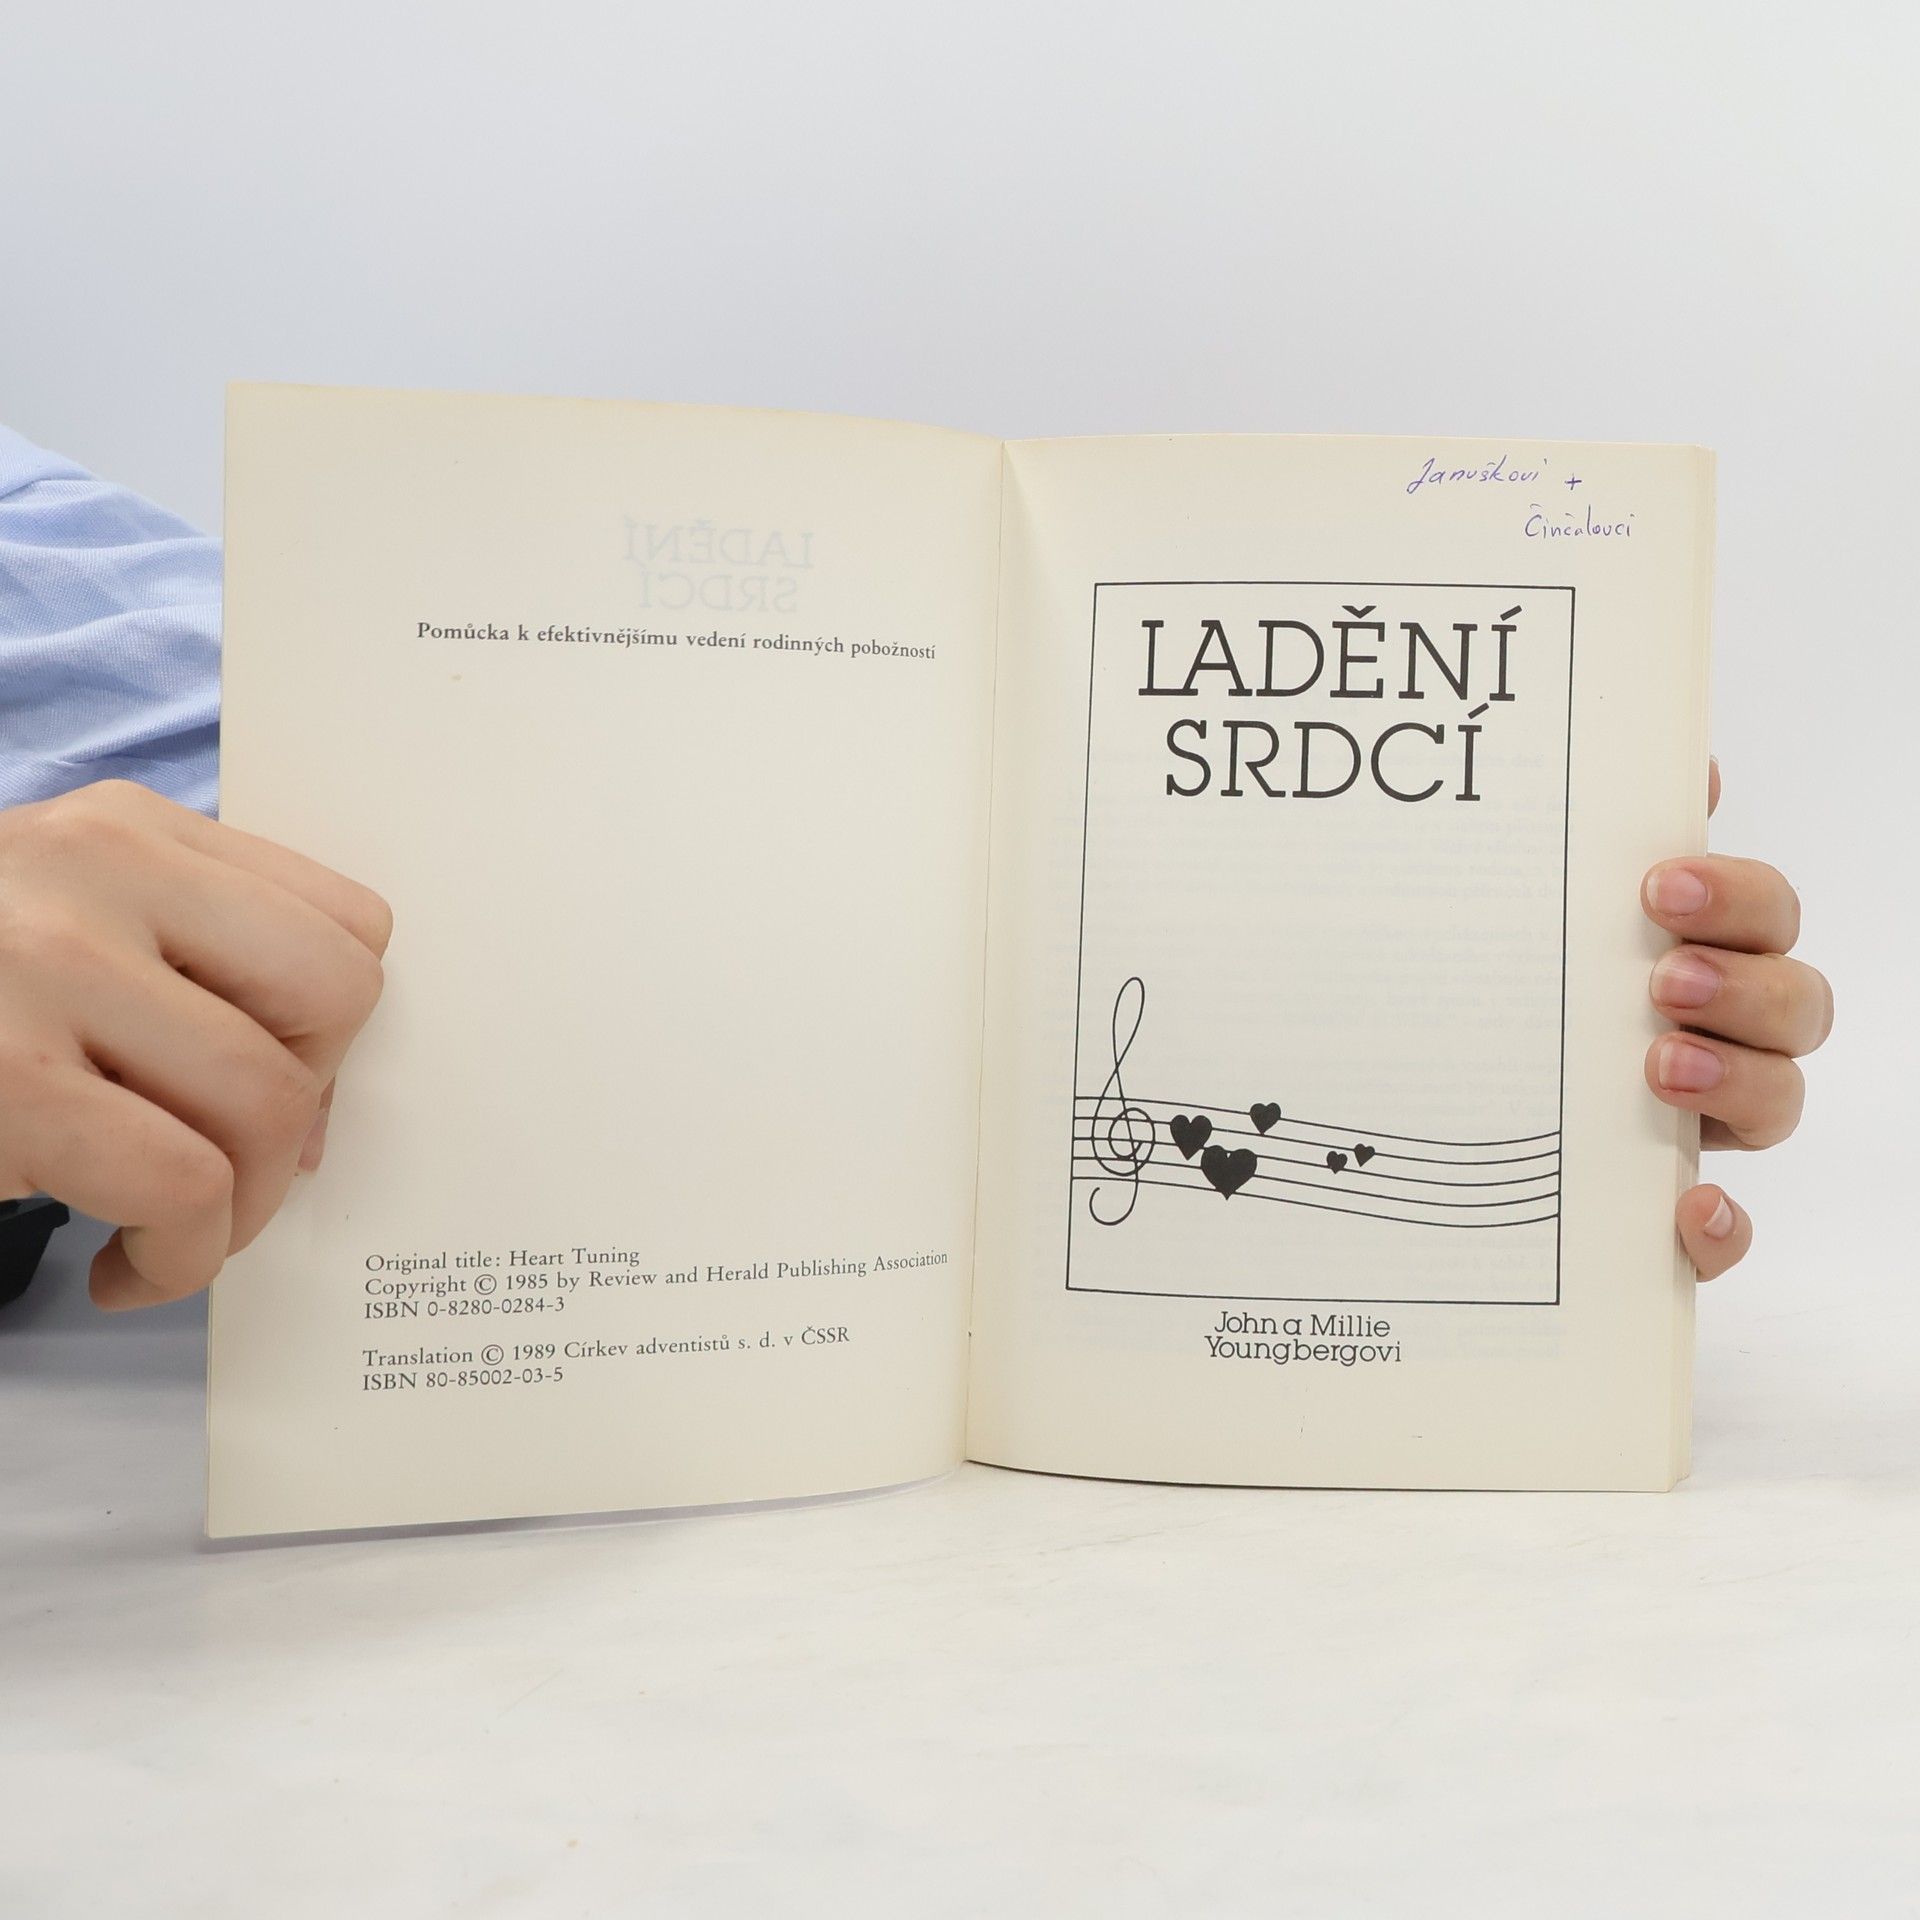 LADĚNÍ
SRDCÍ
Pomůcka k efektivnějšímu vedení rodinných pobožností
Original title: Heart Tuning
Copyright © 1985 by Review and Herald Publishing Association
ISBN 0-8280-0284-3
Translation © 1989 Církev adventistů s. d. v ČSSR
ISBN 80-85002-03-5
Januškovi +
Činčalovci
LADĚNÍ
SRDCÍ
John a Millie
Youngbergovi